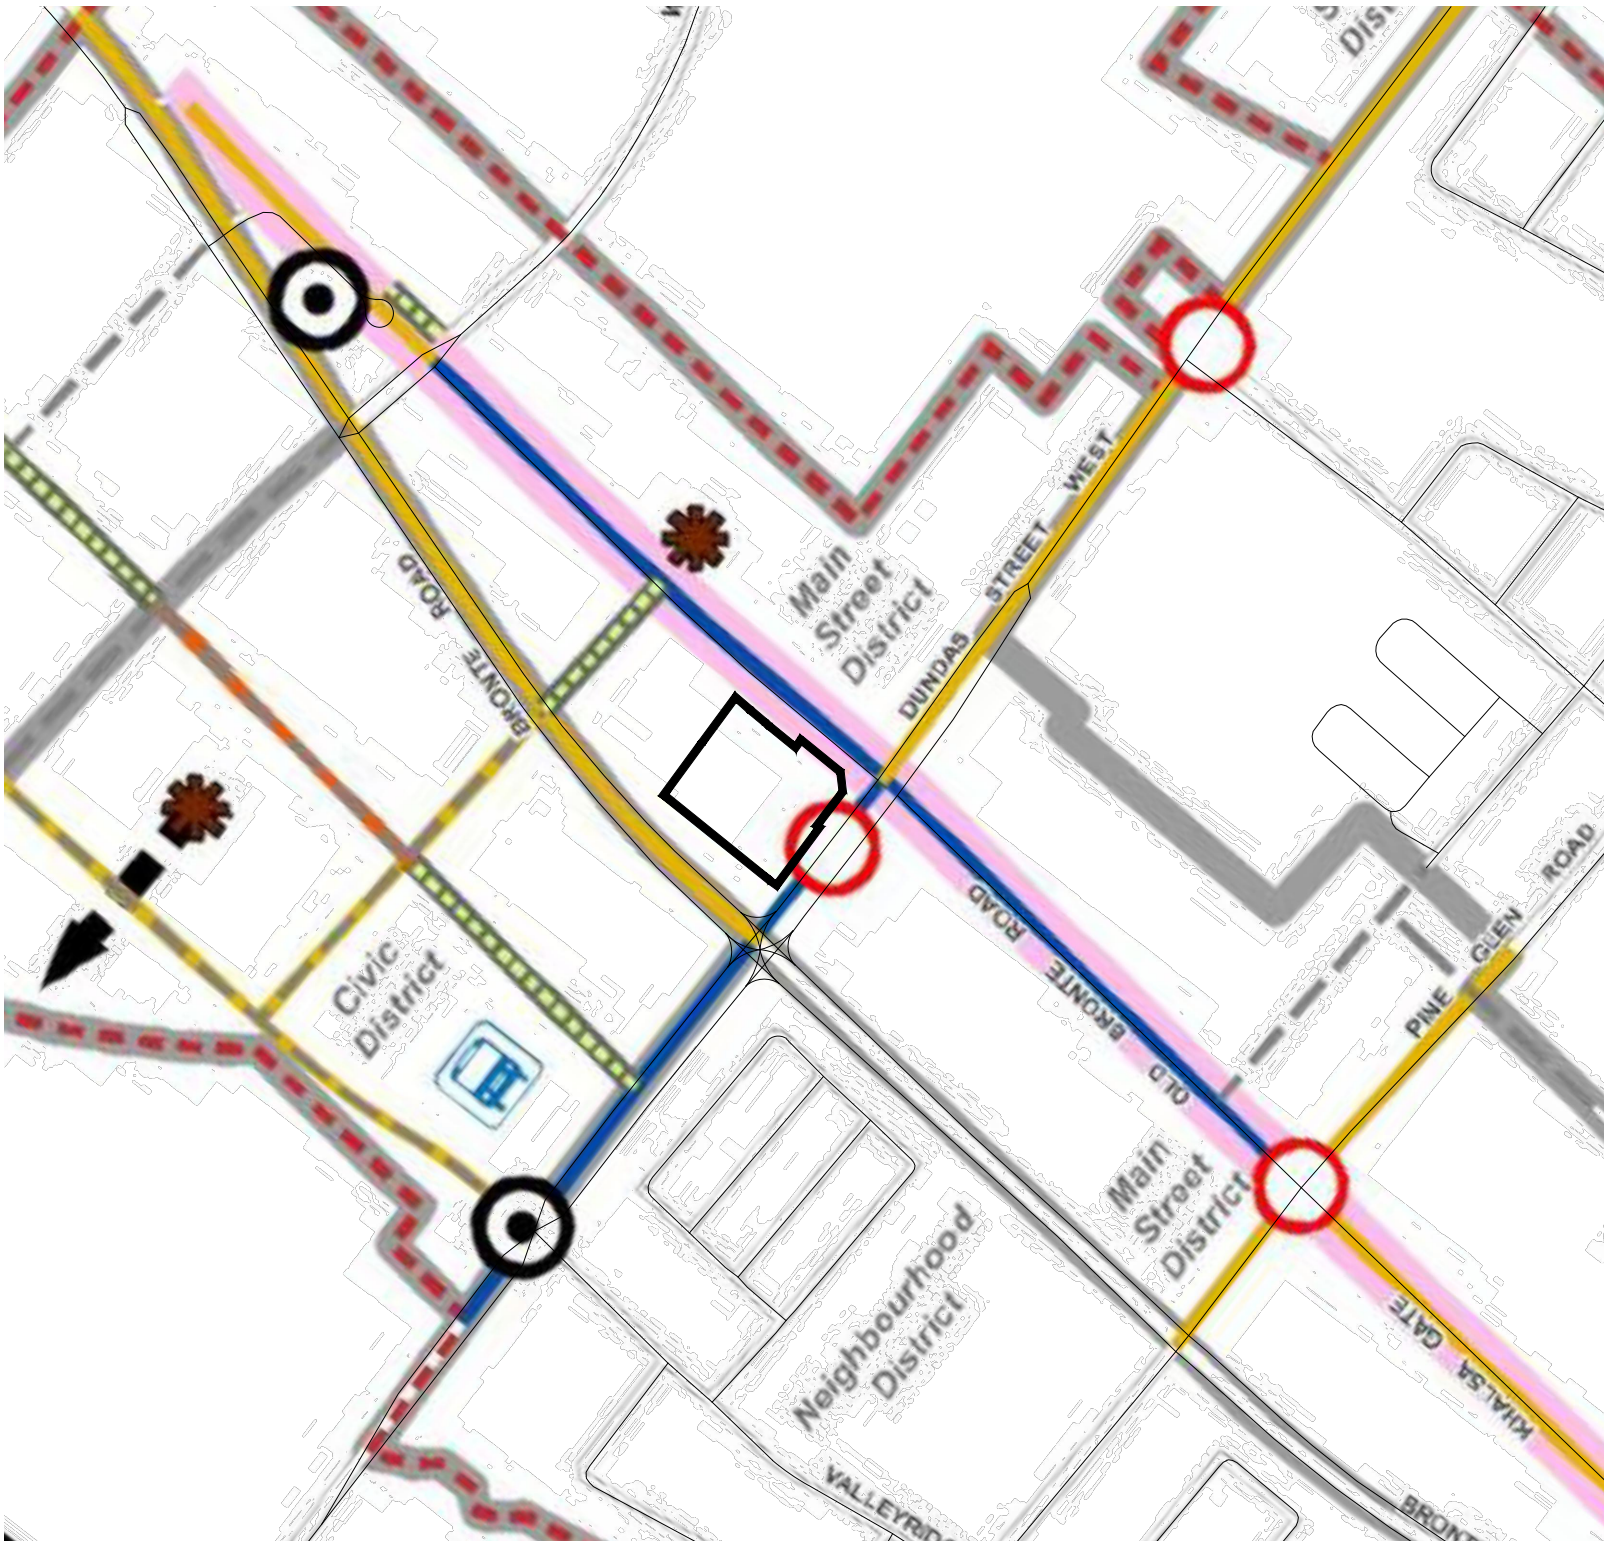 Main
Street
District
DUNDAS STREET WEST
BRONTE ROAD
Civic
District
OLD BRONTE ROAD
PINE GLEN ROAD
Main
Street
District
Neighbourhood
District
KHALSA GATE
VALLEYRID
BRONT